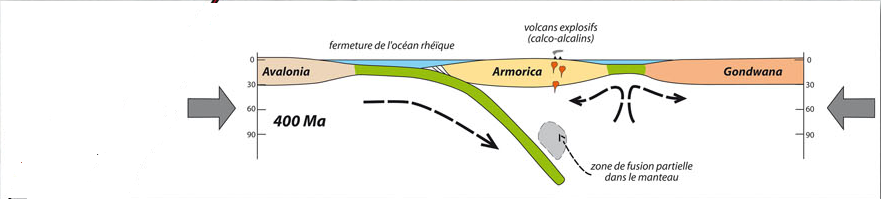 volcans explosifs
(calco-alcalins)
fermeture de l'océan rhéïque
0
30
60
90
Avalonia
Armorica
Gondwana
0
30
60
90
400 Ma
zone de fusion partielle
dans le manteau